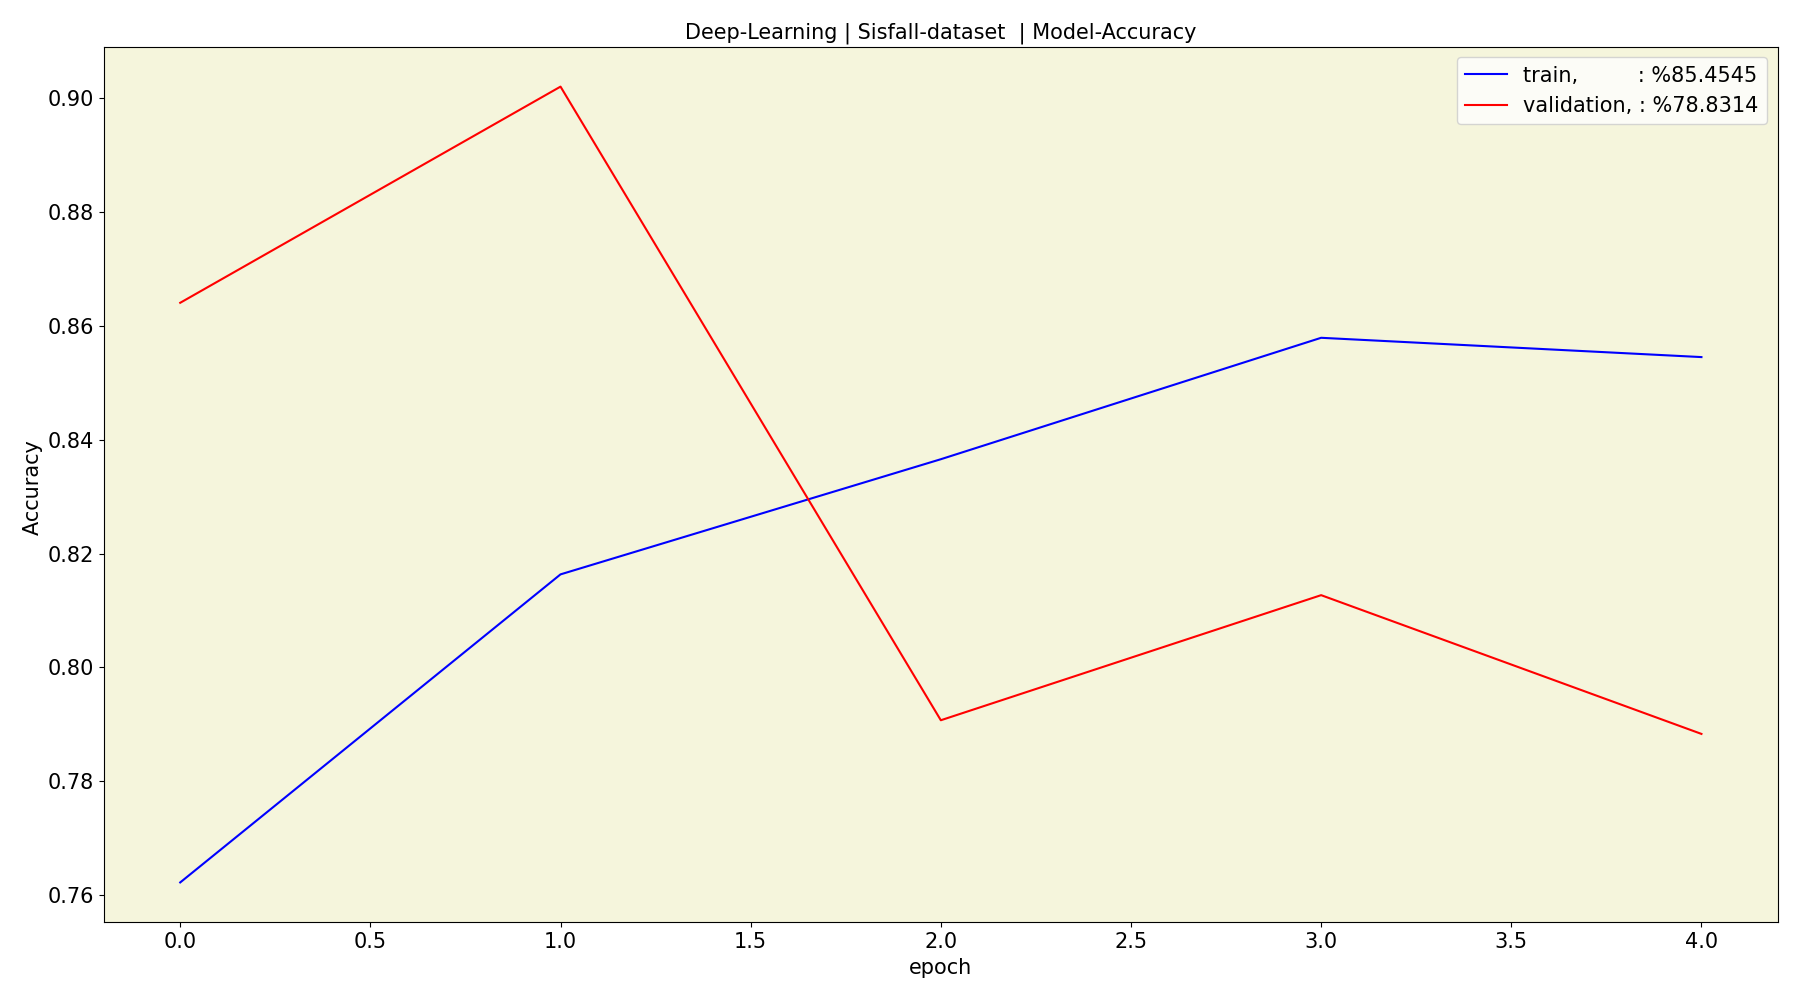 Deep-Learning | Sisfall-dataset  | Model-Accuracy
train,          : %85.4545
validation, : %78.8314
Accuracy
0.90
0.88
0.86
0.84
0.82
0.80
0.78
0.76
0.0 0.5 1.0 1.5 2.0 2.5 3.0 3.5 4.0
epoch